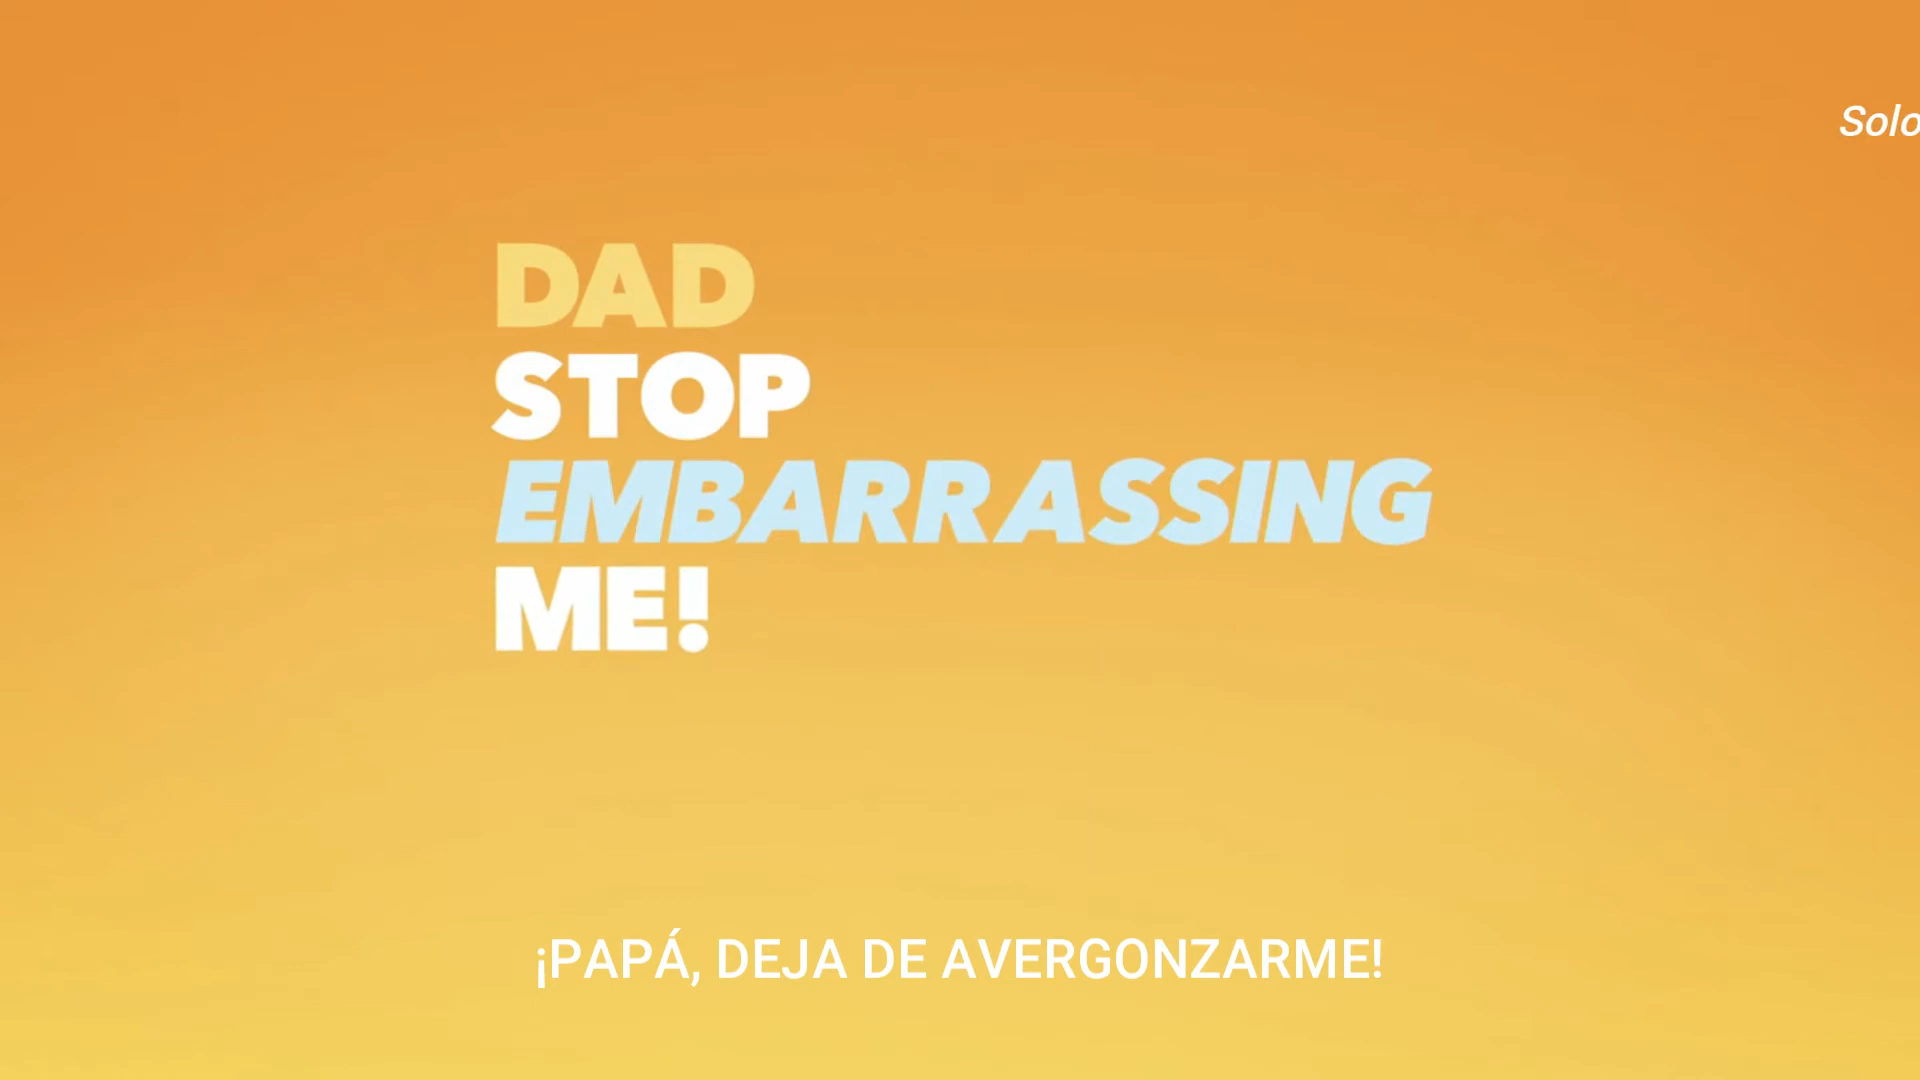 Solo
DAD
STOP
EMBARRASSING
ME!
¡PAPÁ, DEJA DE AVERGONZARME!